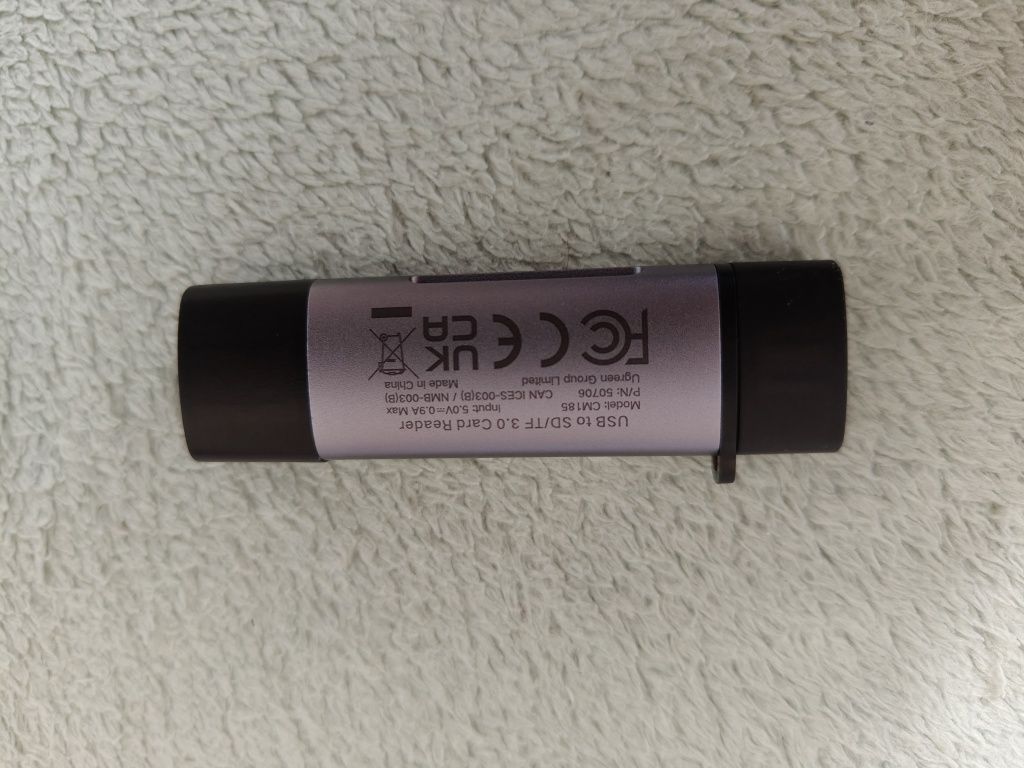 USB to SD/TF 3.0 Card Reader
Model: CM185 Input: 5.0V⎓0.9A Max
P/N: 50706 CAN ICES-003(B) / NMB-003(B)
Ugreen Group Limited Made in China
FC CE UK CA